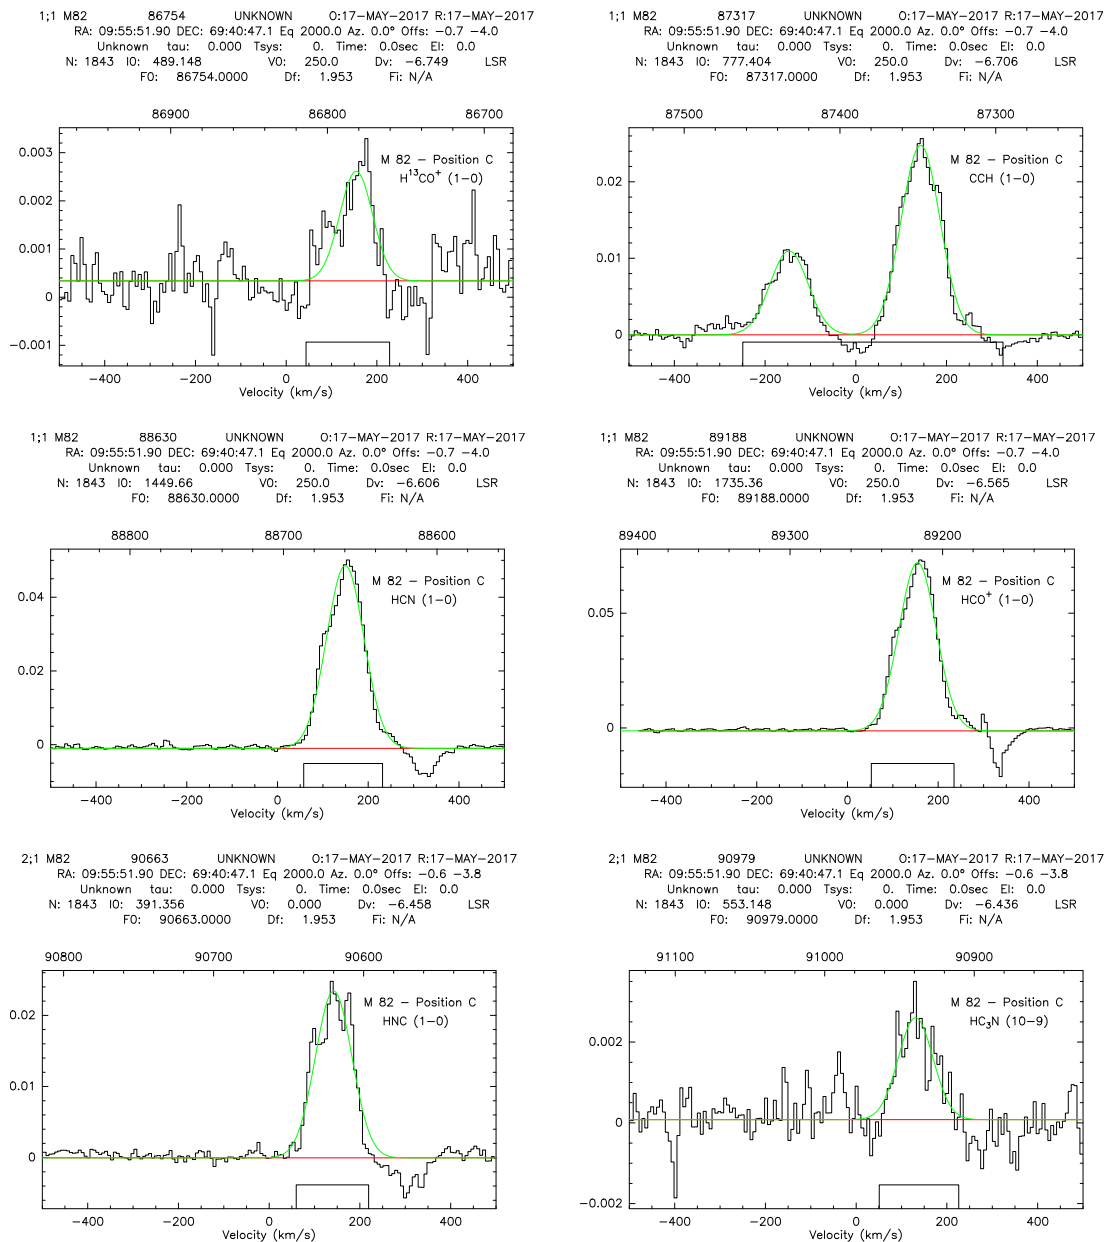 1;1 M82 86754 UNKNOWN O:17-MAY-2017 R:17-MAY-2017
RA: 09:55:51.90 DEC: 69:40:47.1 Eq 2000.0 Az. 0.0° Offs: -0.7 -4.0
Unknown tau: 0.000 Tsys: 0. Time: 0.0sec El: 0.0
N: 1843 I0: 489.148 V0: 250.0 Dv: -6.749 LSR
F0: 86754.0000 Df: 1.953 Fi: N/A
86900 86800 86700
M 82 - Position C
H¹³CO⁺ (1-0)
0.003
0.002
0.001
0
-0.001
-400 -200 0 200 400
Velocity (km/s)
1;1 M82 87317 UNKNOWN O:17-MAY-2017 R:17-MAY-2017
RA: 09:55:51.90 DEC: 69:40:47.1 Eq 2000.0 Az. 0.0° Offs: -0.7 -4.0
Unknown tau: 0.000 Tsys: 0. Time: 0.0sec El: 0.0
N: 1843 I0: 777.404 V0: 250.0 Dv: -6.706 LSR
F0: 87317.0000 Df: 1.953 Fi: N/A
87500 87400 87300
M 82 - Position C
CCH (1-0)
0.02
0.01
0
-400 -200 0 200 400
Velocity (km/s)
1;1 M82 88630 UNKNOWN O:17-MAY-2017 R:17-MAY-2017
RA: 09:55:51.90 DEC: 69:40:47.1 Eq 2000.0 Az. 0.0° Offs: -0.7 -4.0
Unknown tau: 0.000 Tsys: 0. Time: 0.0sec El: 0.0
N: 1843 I0: 1449.66 V0: 250.0 Dv: -6.606 LSR
F0: 88630.0000 Df: 1.953 Fi: N/A
88800 88700 88600
M 82 - Position C
HCN (1-0)
0.04
0.02
0
-400 -200 0 200 400
Velocity (km/s)
1;1 M82 89188 UNKNOWN O:17-MAY-2017 R:17-MAY-2017
RA: 09:55:51.90 DEC: 69:40:47.1 Eq 2000.0 Az. 0.0° Offs: -0.7 -4.0
Unknown tau: 0.000 Tsys: 0. Time: 0.0sec El: 0.0
N: 1843 I0: 1735.36 V0: 250.0 Dv: -6.565 LSR
F0: 89188.0000 Df: 1.953 Fi: N/A
89400 89300 89200
M 82 - Position C
HCO⁺ (1-0)
0.05
0
-400 -200 0 200 400
Velocity (km/s)
2;1 M82 90663 UNKNOWN O:17-MAY-2017 R:17-MAY-2017
RA: 09:55:51.90 DEC: 69:40:47.1 Eq 2000.0 Az. 0.0° Offs: -0.6 -3.8
Unknown tau: 0.000 Tsys: 0. Time: 0.0sec El: 0.0
N: 1843 I0: 391.356 V0: 0.000 Dv: -6.458 LSR
F0: 90663.0000 Df: 1.953 Fi: N/A
90800 90700 90600
M 82 - Position C
HNC (1-0)
0.02
0.01
0
-400 -200 0 200 400
Velocity (km/s)
2;1 M82 90979 UNKNOWN O:17-MAY-2017 R:17-MAY-2017
RA: 09:55:51.90 DEC: 69:40:47.1 Eq 2000.0 Az. 0.0° Offs: -0.6 -3.8
Unknown tau: 0.000 Tsys: 0. Time: 0.0sec El: 0.0
N: 1843 I0: 553.148 V0: 0.000 Dv: -6.436 LSR
F0: 90979.0000 Df: 1.953 Fi: N/A
91100 91000 90900
M 82 - Position C
HC₃N (10-9)
0.002
0
-0.002
-400 -200 0 200 400
Velocity (km/s)